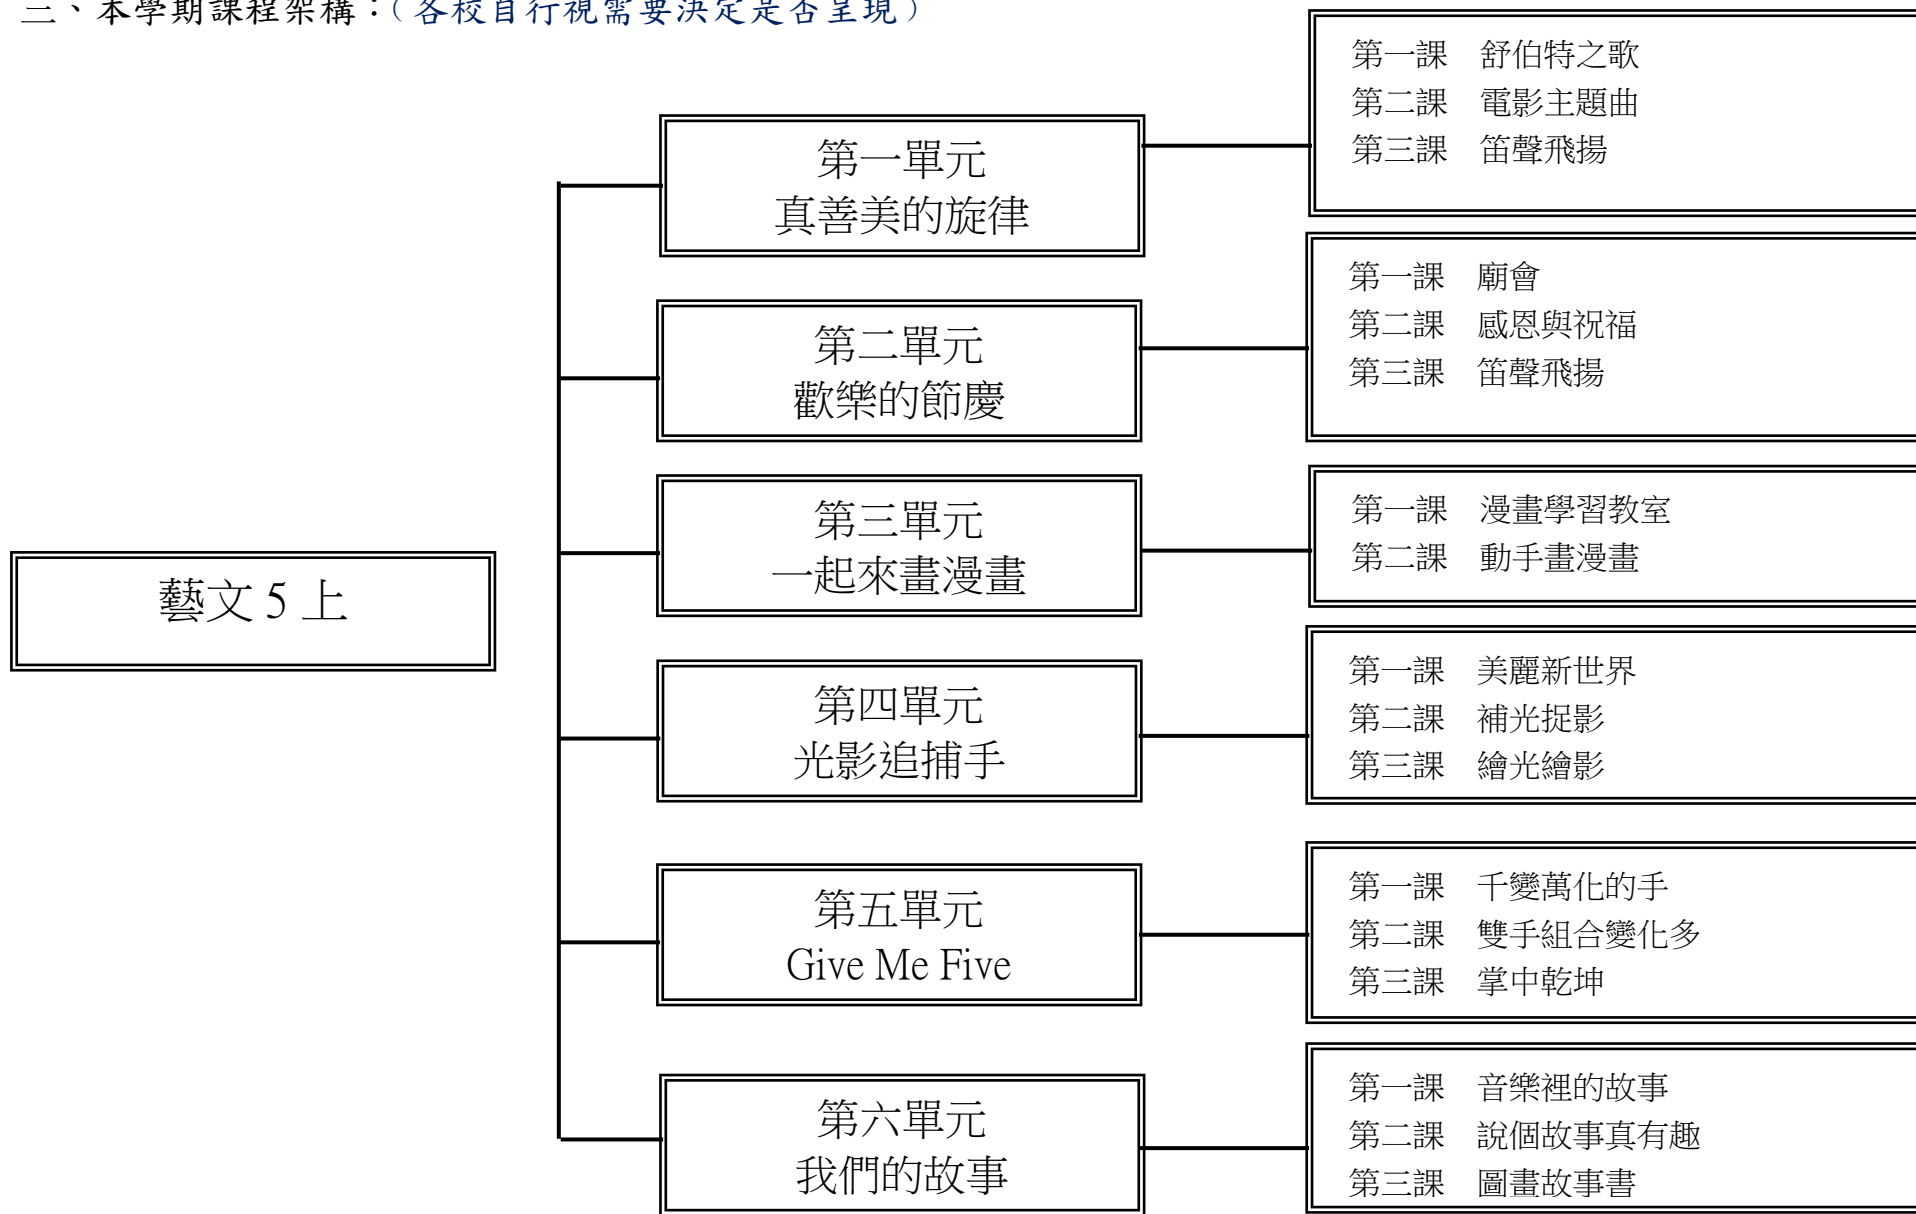 三、本學期課程架構：（各校自行視需要決定是否呈現）
藝文 5 上
第一單元
真善美的旋律
第一課　舒伯特之歌
第二課　電影主題曲
第三課　笛聲飛揚
第二單元
歡樂的節慶
第一課　廟會
第二課　感恩與祝福
第三課　笛聲飛揚
第三單元
一起來畫漫畫
第一課　漫畫學習教室
第二課　動手畫漫畫
第四單元
光影追捕手
第一課　美麗新世界
第二課　補光捉影
第三課　繪光繪影
第五單元
Give Me Five
第一課　千變萬化的手
第二課　雙手組合變化多
第三課　掌中乾坤
第六單元
我們的故事
第一課　音樂裡的故事
第二課　說個故事真有趣
第三課　圖畫故事書